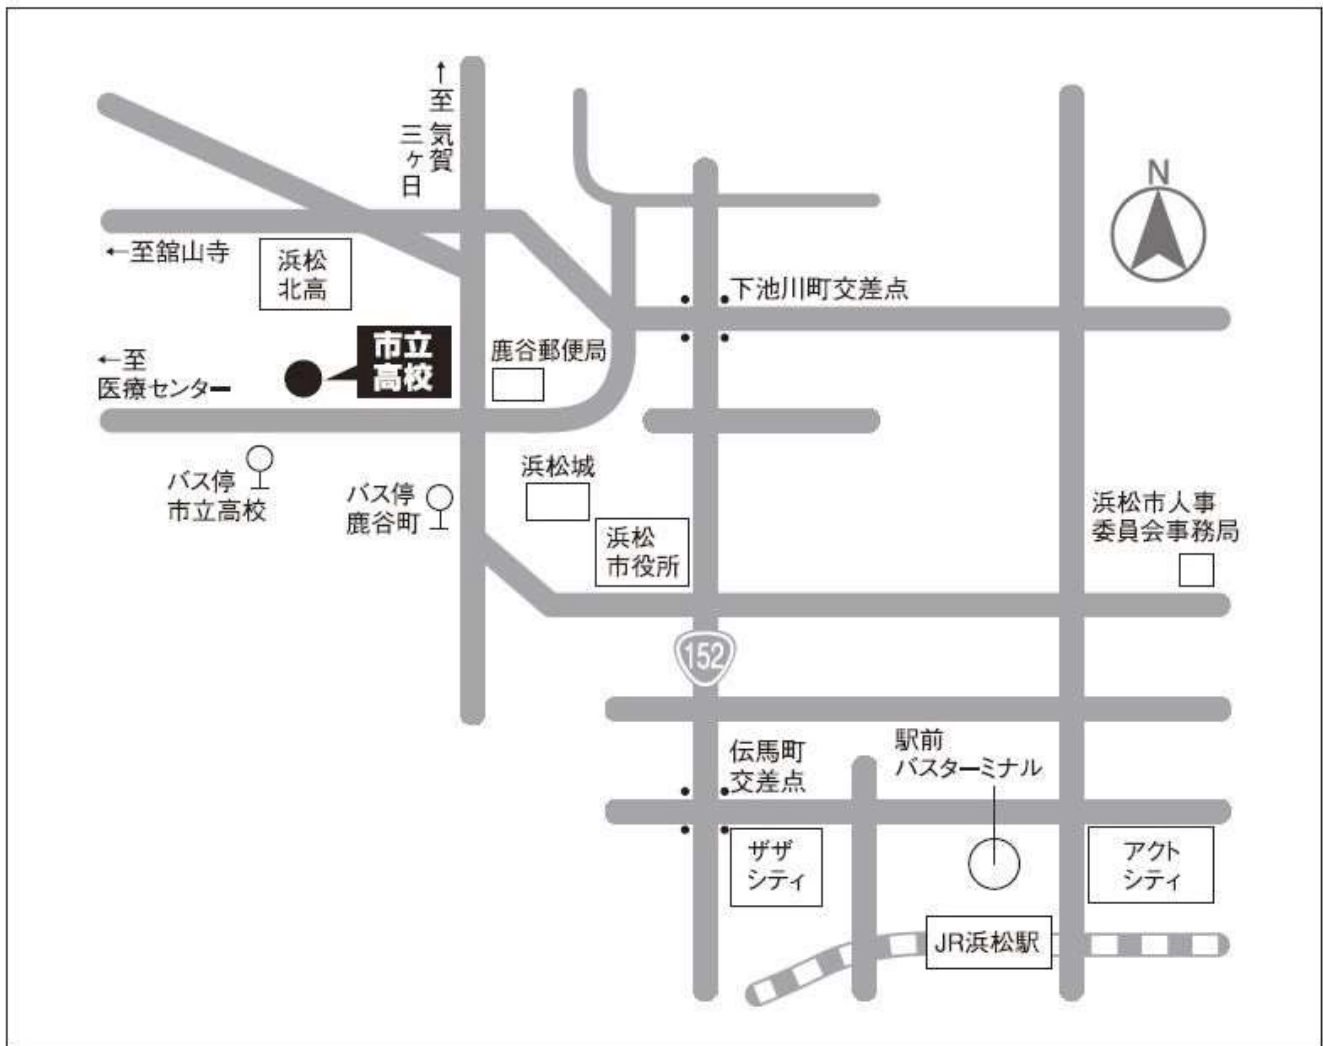 ↑至 気賀
三ヶ日
N
←至舘山寺
浜松
北高
下池川町交差点
市立
高校
鹿谷郵便局
←至
医療センター
バス停
市立高校
バス停
鹿谷町
浜松城
浜松
市役所
浜松市人事
委員会事務局
152
伝馬町
交差点
駅前
バスターミナル
ザザ
シティ
アクト
シティ
JR浜松駅